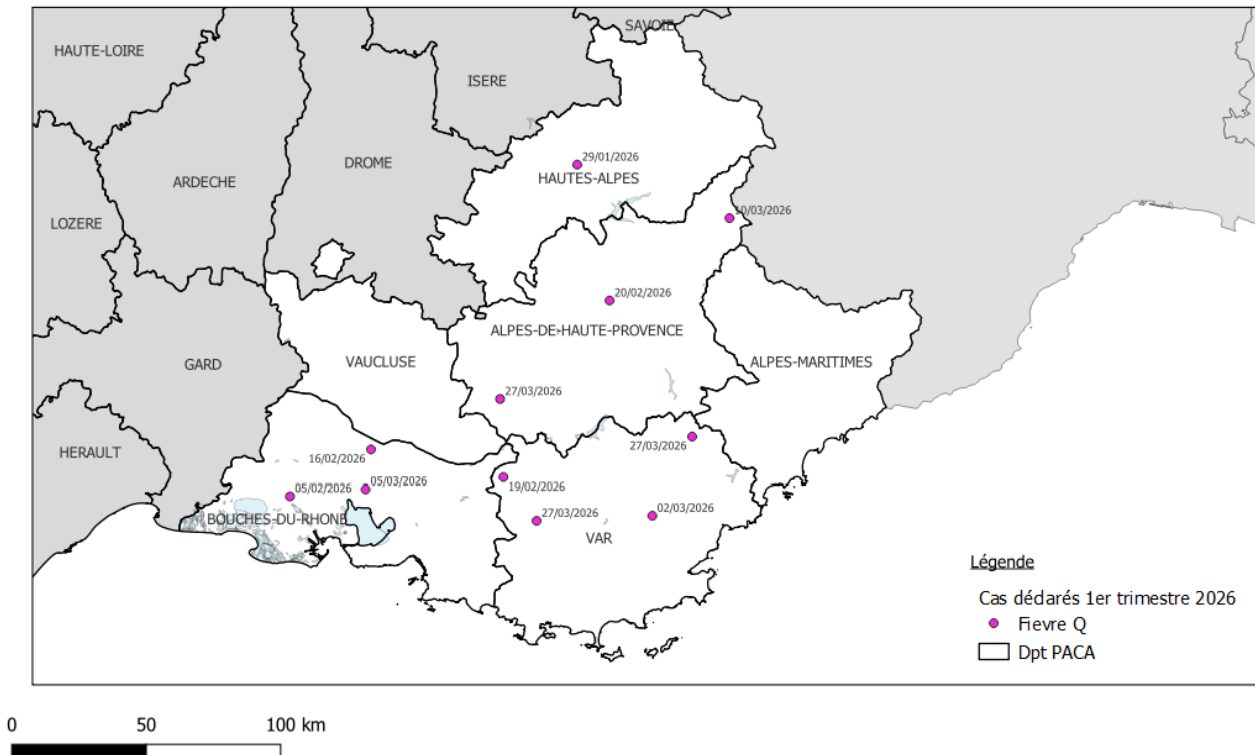 SAVOIE
HAUTE-LOIRE
ISERE
29/01/2026
DROME
HAUTES-ALPES
ARDECHE
10/03/2026
LOZERE
20/02/2026
ALPES-DE-HAUTE-PROVENCE
GARD
VAUCLUSE
ALPES-MARITIMES
27/03/2026
27/03/2026
HERAULT
16/02/2026
05/03/2026
19/02/2026
05/02/2026
02/03/2026
27/03/2026
BOUCHES-DU-RHONE
VAR
Légende
Cas déclarés 1er trimestre 2026
Fievre Q
Dpt PACA
0 50 100 km